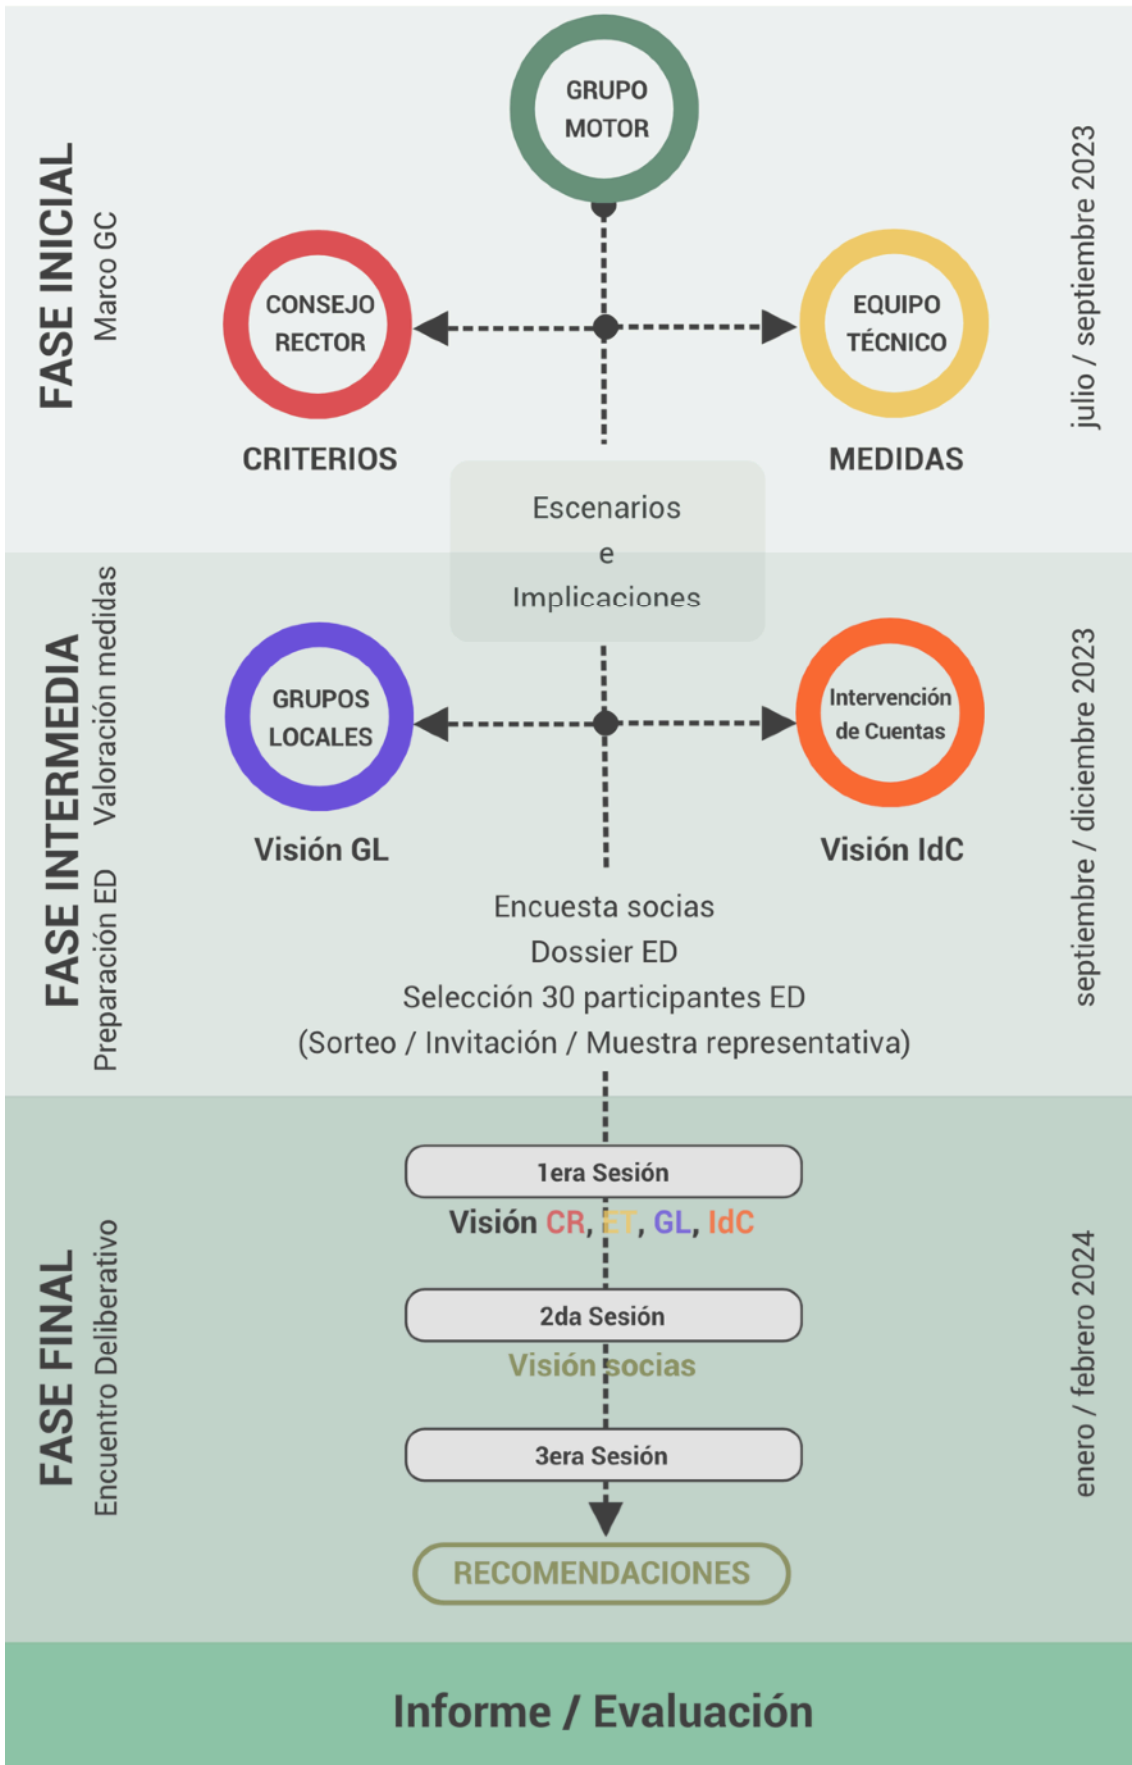 FASE INICIAL
Marco GC
julio / septiembre 2023
GRUPO
MOTOR
CONSEJO
RECTOR
EQUIPO
TÉCNICO
CRITERIOS
MEDIDAS
Escenarios
e
Implicaciones
FASE INTERMEDIA
Preparación ED Valoración medidas
septiembre / diciembre 2023
GRUPOS
LOCALES
Intervención
de Cuentas
Visión GL
Visión IdC
Encuesta socias
Dossier ED
Selección 30 participantes ED
(Sorteo / Invitación / Muestra representativa)
FASE FINAL
Encuentro Deliberativo
enero / febrero 2024
1era Sesión
Visión CR, ET, GL, IdC
2da Sesión
Visión socias
3era Sesión
RECOMENDACIONES
Informe / Evaluación